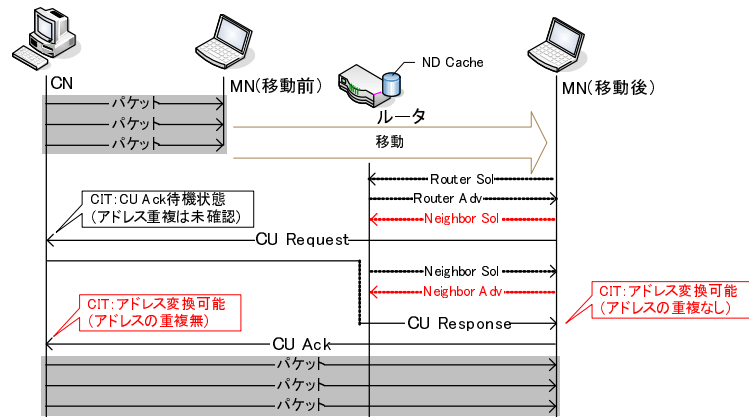 ND Cache
CN
MN(移動前)
MN(移動後)
パケット
パケット
パケット
ルータ
移動
Router Sol
Router Adv
Neighbor Sol
CIT:CU Ack待機状態
(アドレス重複は未確認)
CU Request
Neighbor Sol
Neighbor Adv
CIT:アドレス変換可能
(アドレスの重複無)
CIT:アドレス変換可能
(アドレスの重複なし)
CU Response
CU Ack
パケット
パケット
パケット